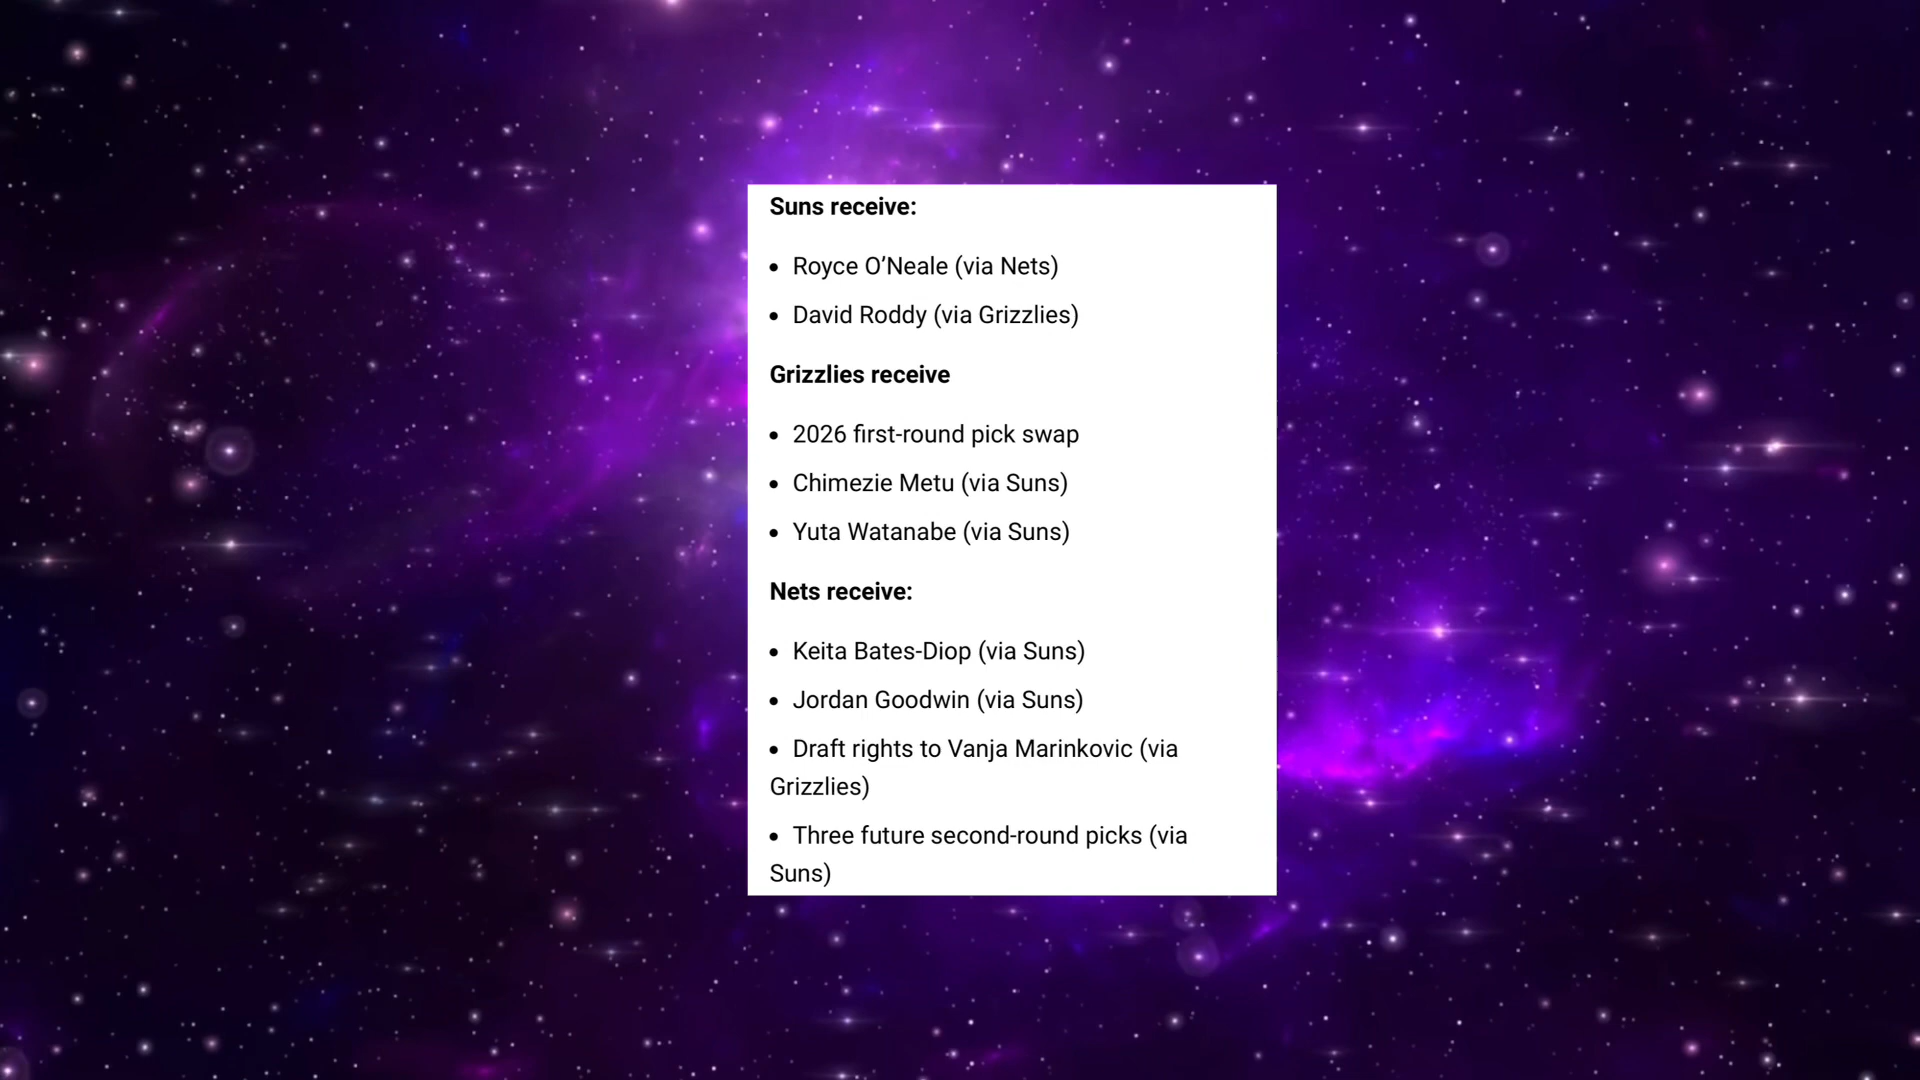 Suns receive:
• Royce O’Neale (via Nets)
• David Roddy (via Grizzlies)
Grizzlies receive
• 2026 first-round pick swap
• Chimezie Metu (via Suns)
• Yuta Watanabe (via Suns)
Nets receive:
• Keita Bates-Diop (via Suns)
• Jordan Goodwin (via Suns)
• Draft rights to Vanja Marinkovic (via
Grizzlies)
• Three future second-round picks (via
Suns)